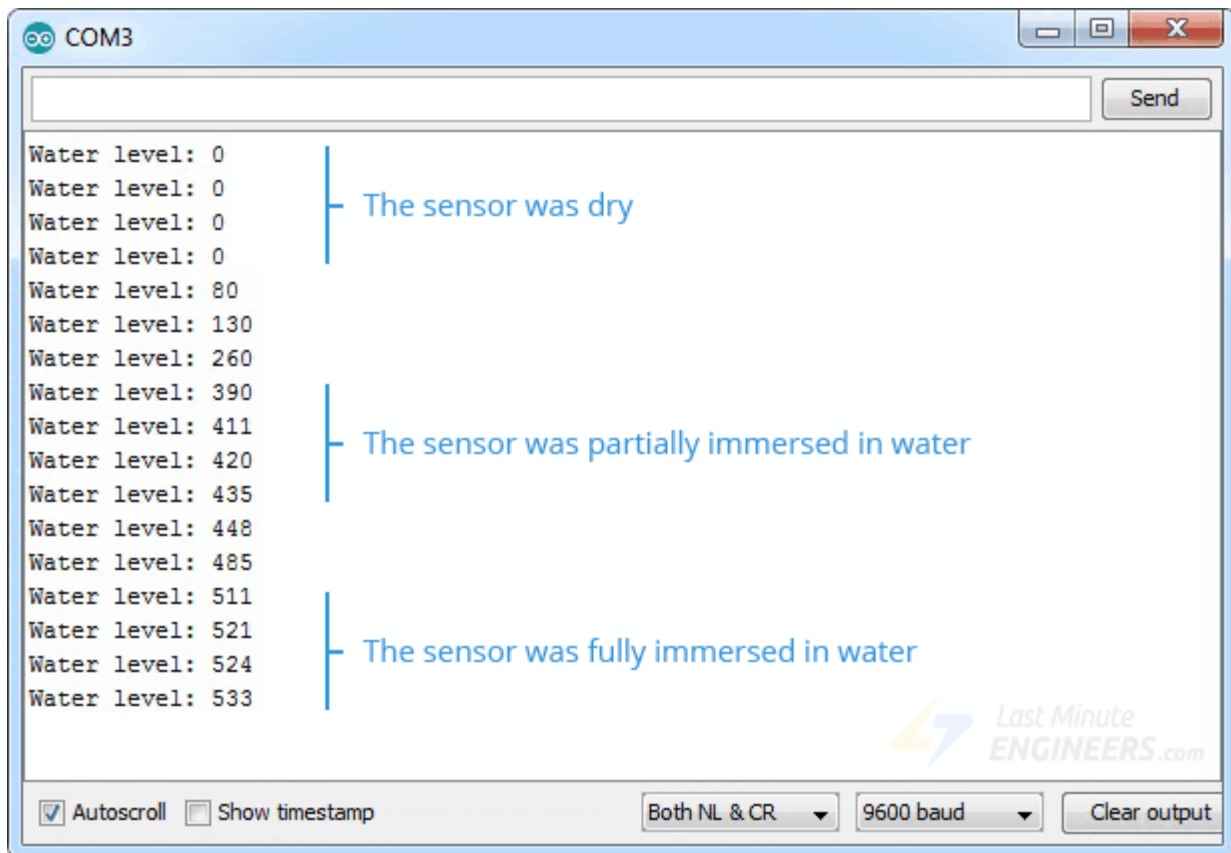 COM3
Send
Water level: 0
Water level: 0
The sensor was dry
Water level: 0
Water level: 0
Water level: 80
Water level: 130
Water level: 260
Water level: 390
Water level: 411
The sensor was partially immersed in water
Water level: 420
Water level: 435
Water level: 448
Water level: 485
Water level: 511
Water level: 521
The sensor was fully immersed in water
Water level: 524
Water level: 533
Last Minute
ENGINEERS.com
Autoscroll Show timestamp Both NL & CR 9600 baud Clear output